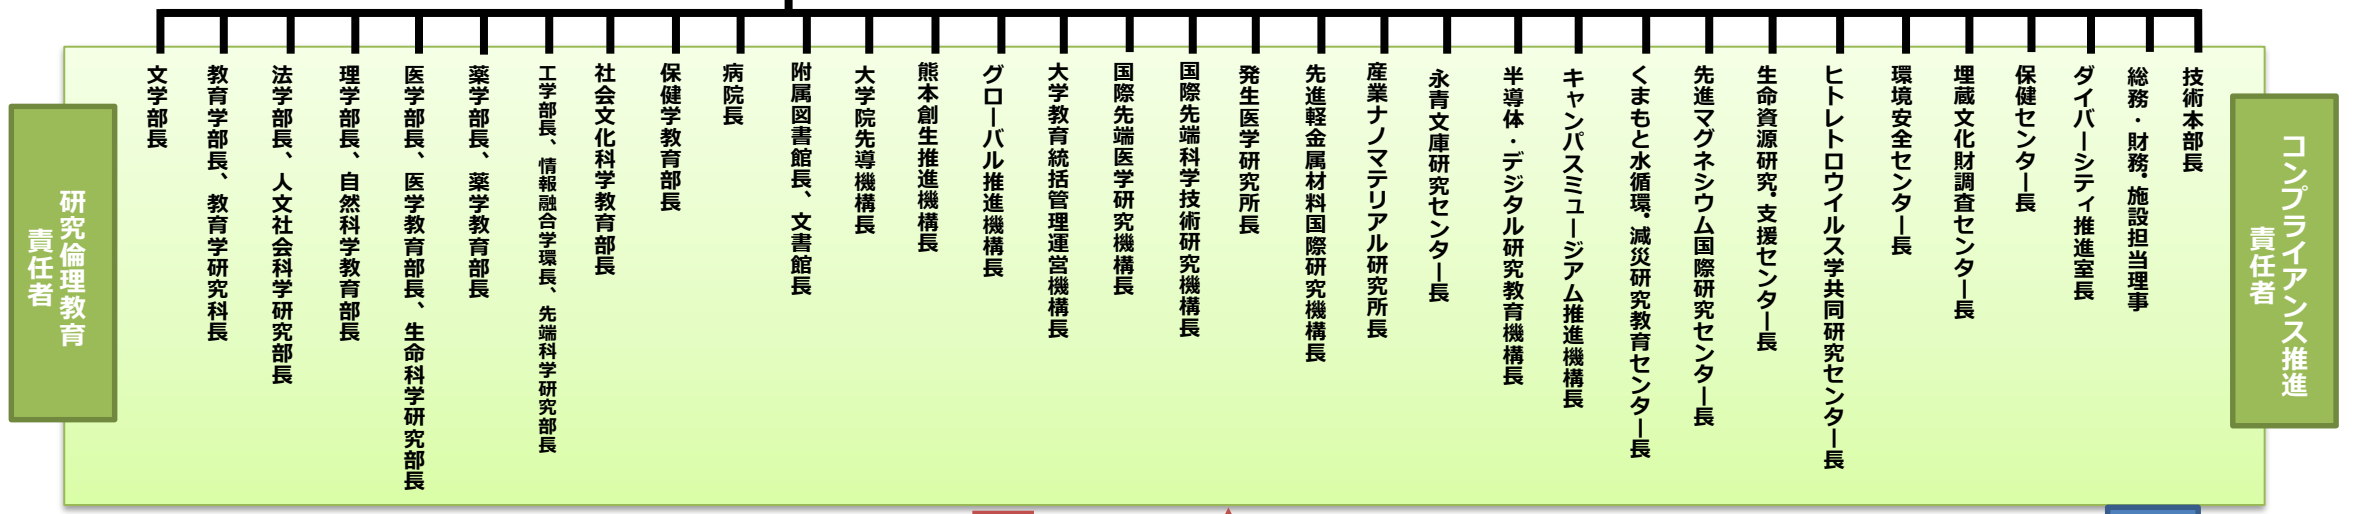 研究倫理教育
責任者
文学部長
教育学部長、教育学研究科長
法学部長、人文社会科学研究部長
理学部長、自然科学教育部長
医学部長、医学教育部長、生命科学研究部長
薬学部長、薬学教育部長
工学部長、情報融合学環長、先端科学研究部長
社会文化科学教育部長
保健学教育部長
病院長
附属図書館長、文書館長
大学院先導機構長
熊本創生推進機構長
グローバル推進機構長
大学教育統括管理運営機構長
国際先端医学研究機構長
国際先端科学技術研究機構長
発生医学研究所長
先進軽金属材料国際研究機構長
産業ナノマテリアル研究所長
永青文庫研究センター長
半導体・デジタル研究教育機構長
キャンパスミュージアム推進機構長
くまもと水循環・減災研究教育センター長
先進マグネシウム国際研究センター長
生命資源研究・支援センター長
ヒトレトロウイルス学共同研究センター長
環境安全センター長
埋蔵文化財調査センター長
保健センター長
ダイバーシティ推進室長
総務・財務・施設担当理事
技術本部長
コンプライアンス推進
責任者